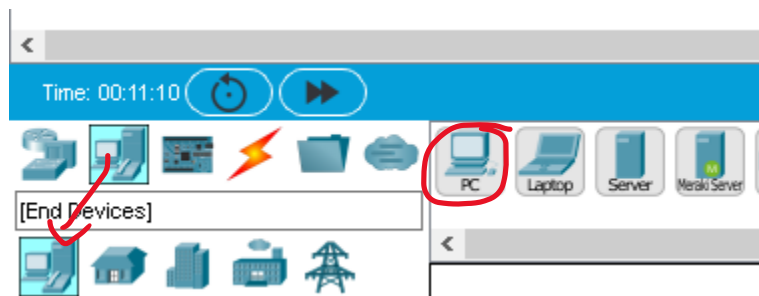 Time: 00:11:10
PC
Laptop
Server
Meraki Server
M
[End Devices]